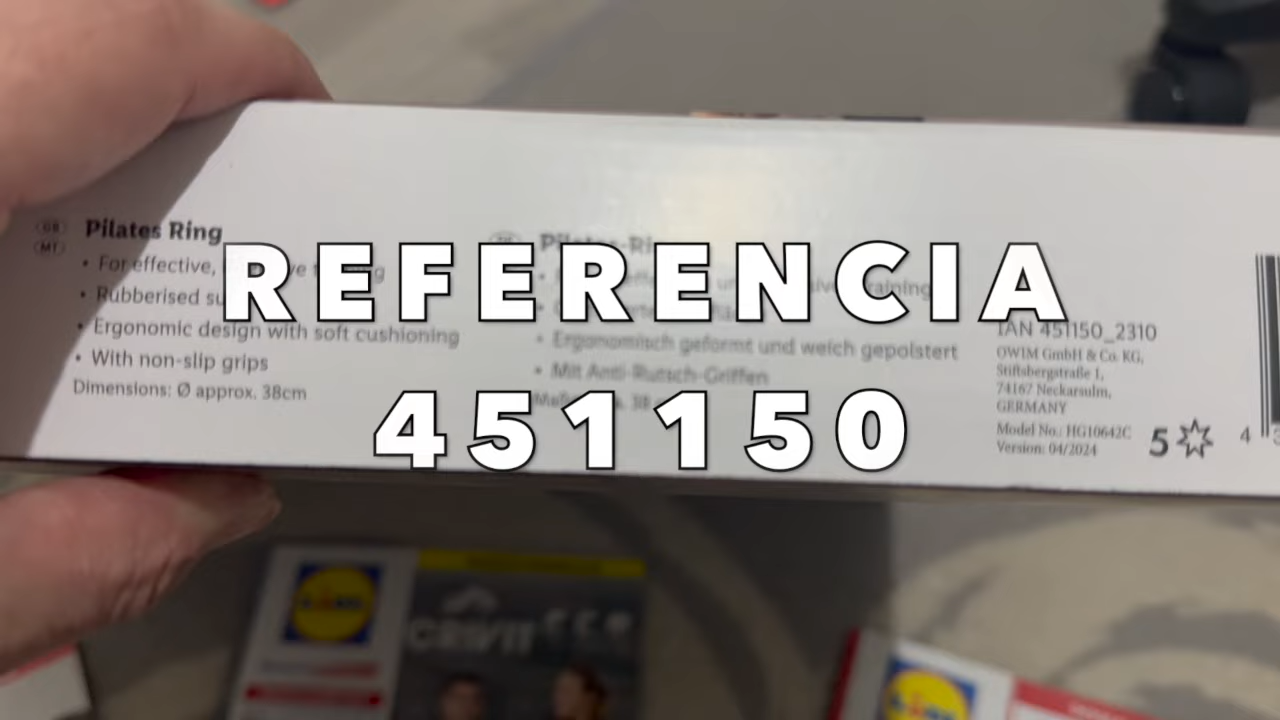 GB
MT
Pilates Ring
• For effective,
• Rubberised su
• Ergonomic design with soft cushioning
• With non-slip grips
Dimensions: Ø approx. 38cm
REFERENCIA
451150
• Ergonomisch geformt und weich gepolstert
• Mit Anti-Rutsch-Griffen
IAN 451150_2310
OWIM GmbH & Co. KG,
Stiftsbergstraße 1,
74167 Neckarsulm,
GERMANY
Model No.: HG10642C
Version: 04/2024
5
4
CRIVIT